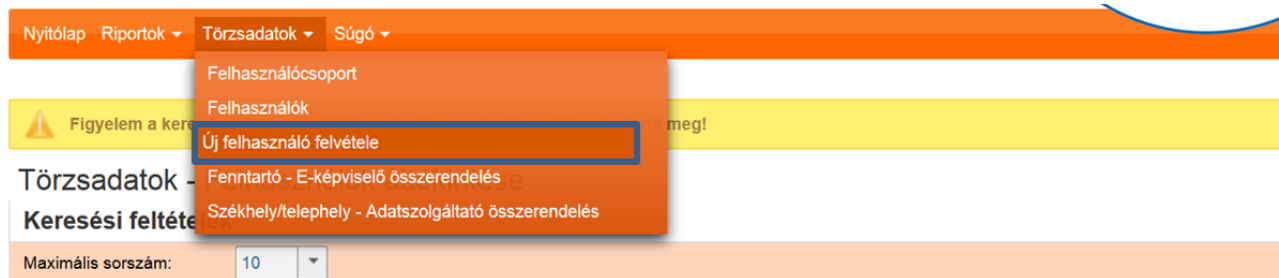 Nyitólap Riportok Törzsadatok Súgó
Felhasználócsoport
Felhasználók
Figyelem a kere meg!
Új felhasználó felvétele
Fenntartó - E-képviselő összerendelés
Törzsadatok -
Székhely/telephely - Adatszolgáltató összerendelés
Keresési feltéte
Maximális sorszám: 10